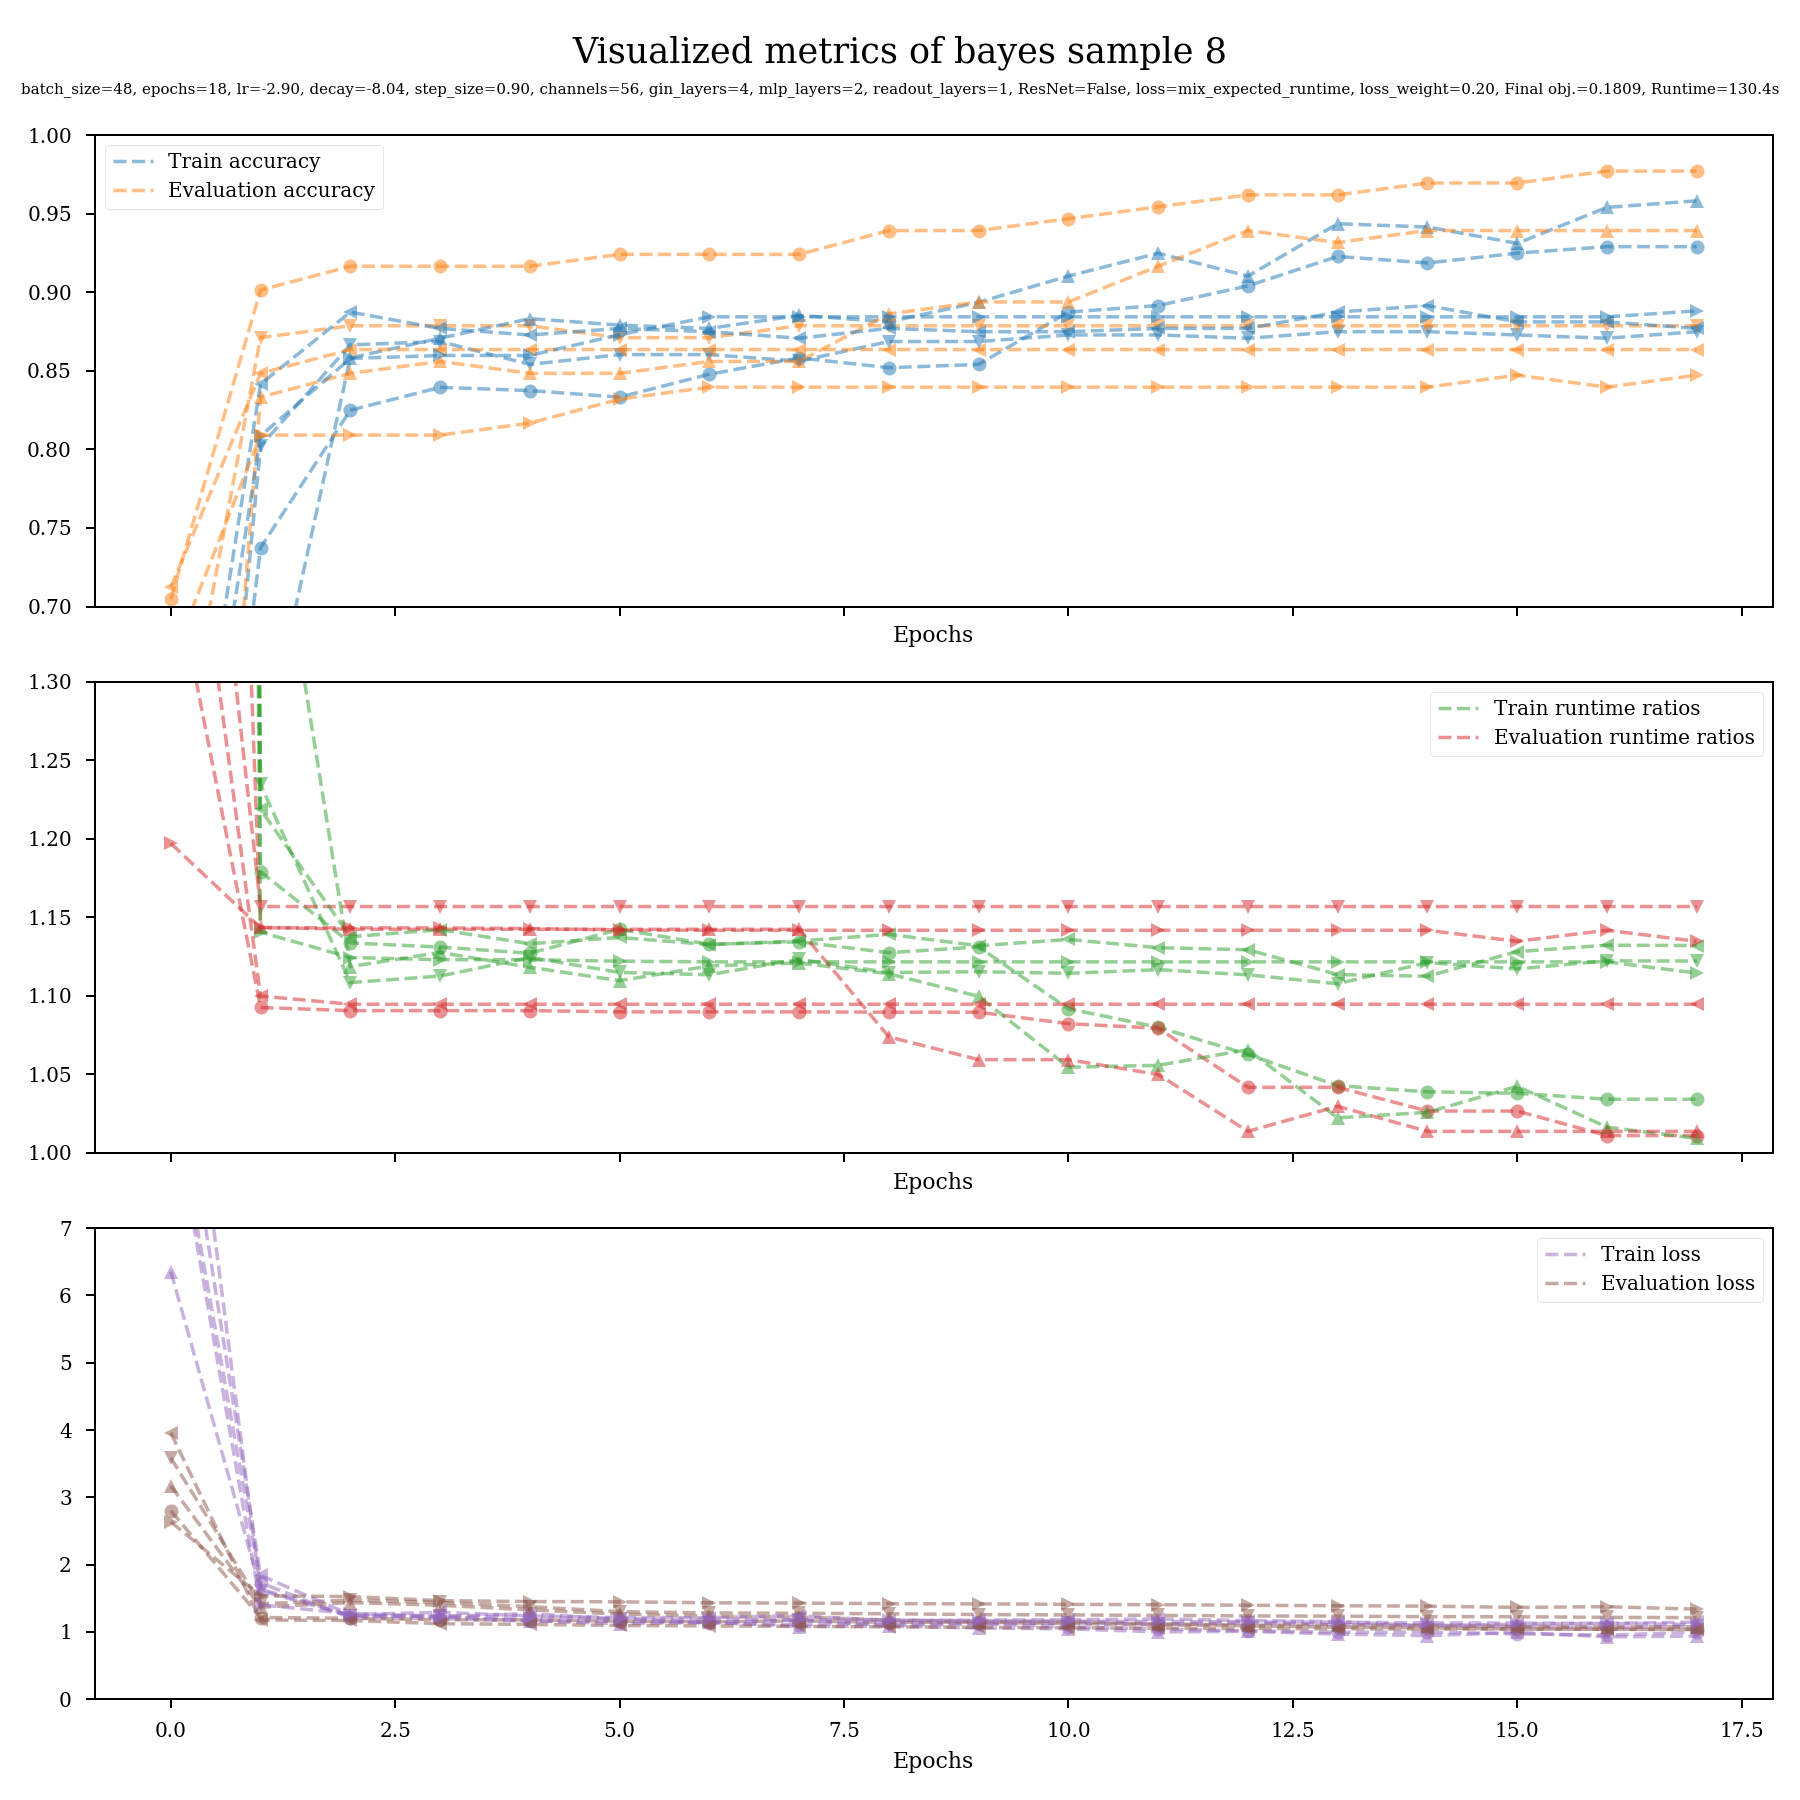 Visualized metrics of bayes sample 8
batch_size=48, epochs=18, lr=-2.90, decay=-8.04, step_size=0.90, channels=56, gin_layers=4, mlp_layers=2, readout_layers=1, ResNet=False, loss=mix_expected_runtime, loss_weight=0.20, Final obj.=0.1809, Runtime=130.4s
1.00
0.95
0.90
0.85
0.80
0.75
0.70
Train accuracy
Evaluation accuracy
Epochs
1.30
1.25
1.20
1.15
1.10
1.05
1.00
Train runtime ratios
Evaluation runtime ratios
Epochs
7
6
5
4
3
2
1
0
Train loss
Evaluation loss
0.0 2.5 5.0 7.5 10.0 12.5 15.0 17.5
Epochs